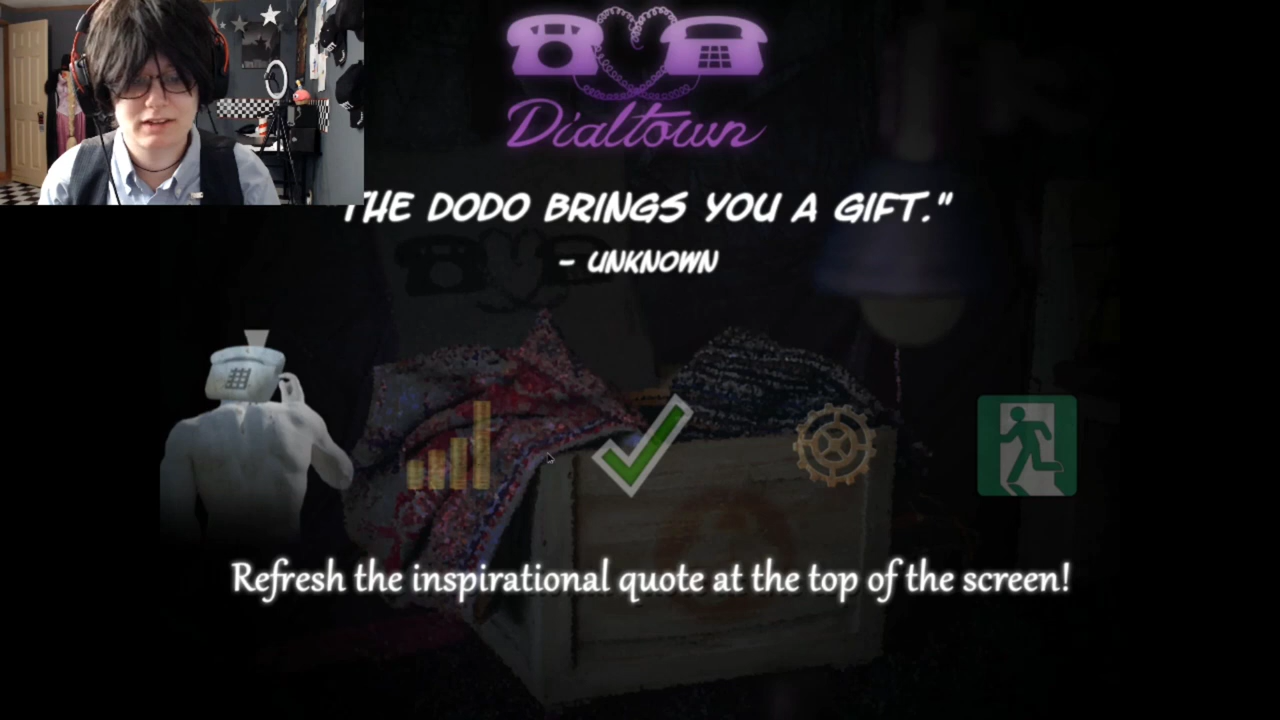 Dialtown
THE DODO BRINGS YOU A GIFT."
- UNKNOWN
Refresh the inspirational quote at the top of the screen!